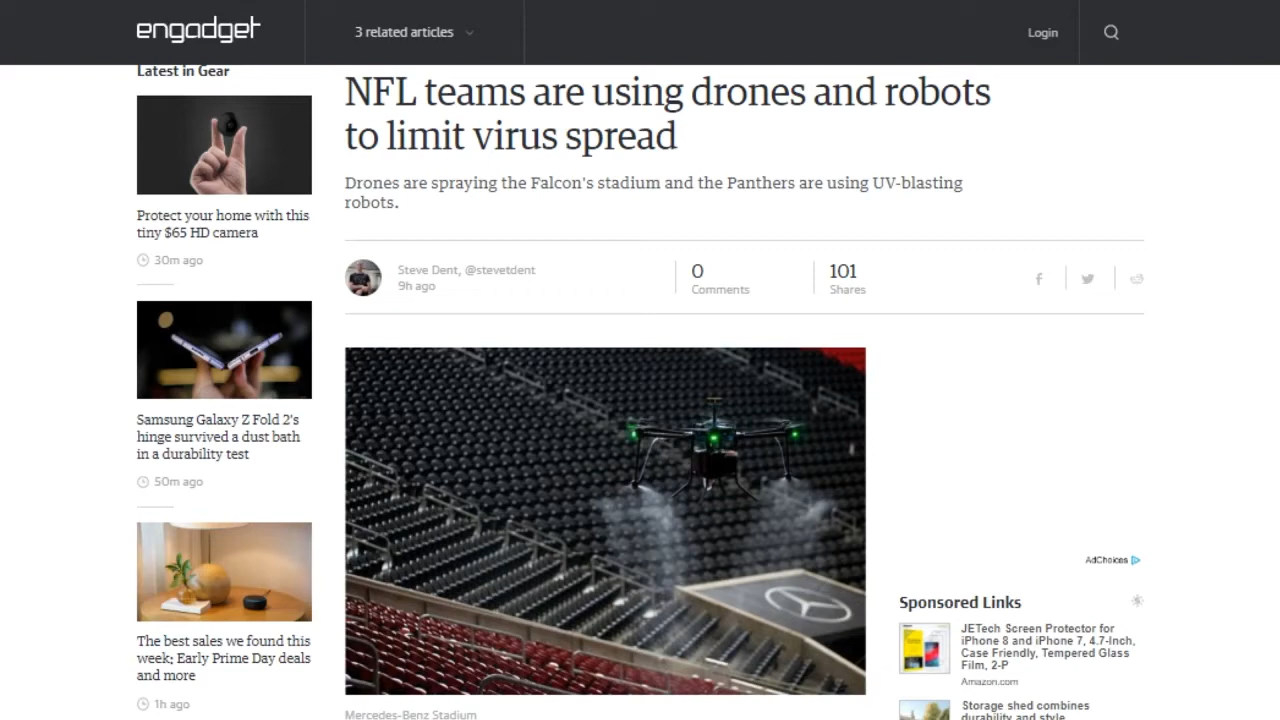 engadget
3 related articles
Login
Latest in Gear
Protect your home with this
tiny $65 HD camera
30m ago
Samsung Galaxy Z Fold 2's
hinge survived a dust bath
in a durability test
50m ago
The best sales we found this
week: Early Prime Day deals
and more
1h ago
NFL teams are using drones and robots
to limit virus spread
Drones are spraying the Falcon's stadium and the Panthers are using UV-blasting
robots.
Steve Dent, @stevetdent
9h ago
0
Comments
101
Shares
Mercedes-Benz Stadium
AdChoices
Sponsored Links
JETech Screen Protector for
iPhone 8 and iPhone 7, 4.7-Inch,
Case Friendly, Tempered Glass
Film, 2-P
Amazon.com
Storage shed combines
durability and style